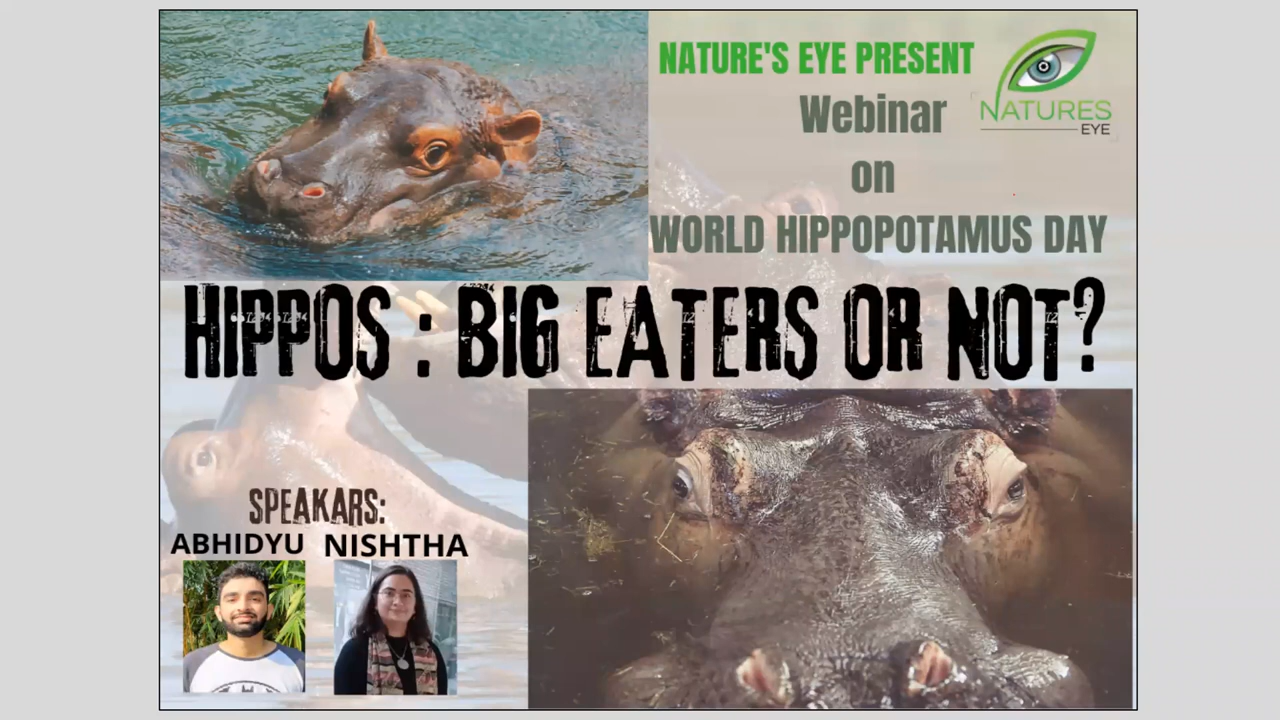 NATURE'S EYE PRESENT
Webinar
on
WORLD HIPPOPOTAMUS DAY
NATURES
EYE
HIPPOS : BIG EATERS OR NOT?
SPEAKARS:
ABHIDYU NISHTHA